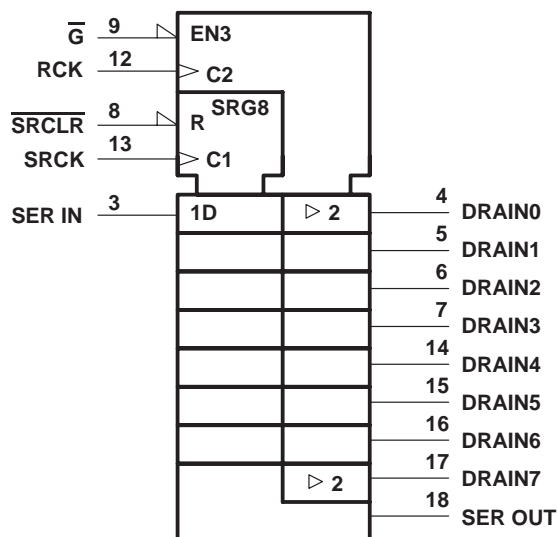 G 9 EN3
RCK 12 C2
SRG8
SRCLR 8 R
SRCK 13 C1
SER IN 3 1D 2 4 DRAIN0
5 DRAIN1
6 DRAIN2
7 DRAIN3
14 DRAIN4
15 DRAIN5
16 DRAIN6
2 17 DRAIN7
18 SER OUT